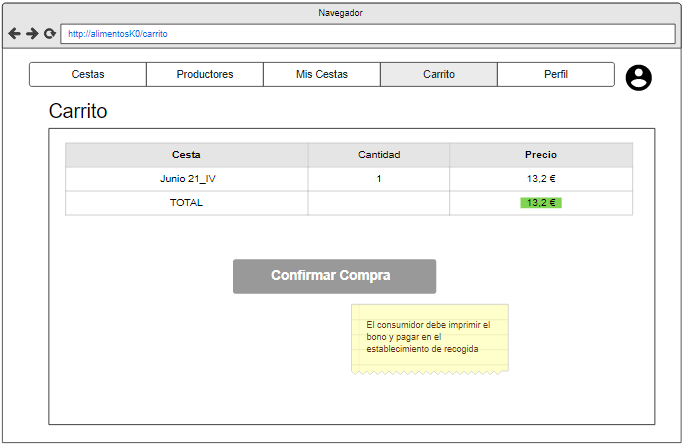 Navegador
http://alimentosK0/carrito
Cestas Productores Mis Cestas Carrito Perfil
Carrito
Cesta Cantidad Precio
Junio 21_IV 1 13,2 €
TOTAL 13,2 €
Confirmar Compra
El consumidor debe imprimir el
bono y pagar en el
establecimiento de recogida